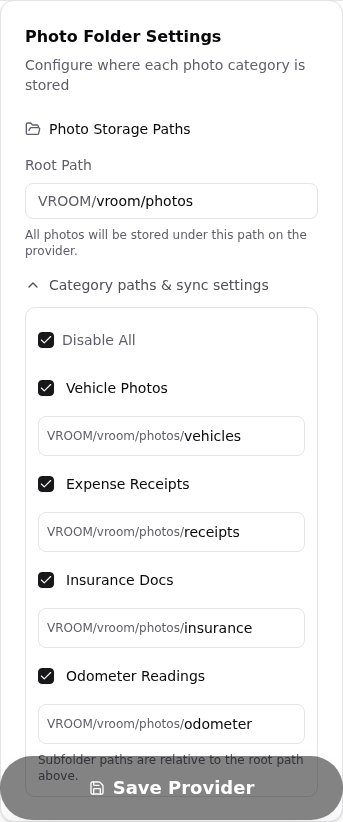 Photo Folder Settings
Configure where each photo category is
stored
Photo Storage Paths
Root Path
VROOM/vroom/photos
All photos will be stored under this path on the
provider.
Category paths & sync settings
Disable All
Vehicle Photos
VROOM/vroom/photos/vehicles
Expense Receipts
VROOM/vroom/photos/receipts
Insurance Docs
VROOM/vroom/photos/insurance
Odometer Readings
VROOM/vroom/photos/odometer
Subfolder paths are relative to the root path
above.
Save Provider